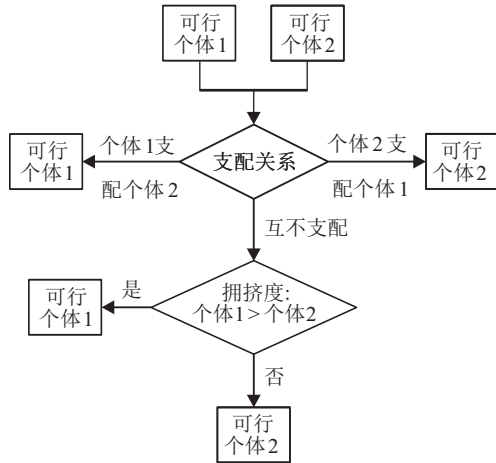 可行
个体1
可行
个体2
个体1支
配个体2
支配关系
个体2支
配个体1
可行
个体1
可行
个体2
互不支配
拥挤度:
个体1>个体2
是
可行
个体1
否
可行
个体2